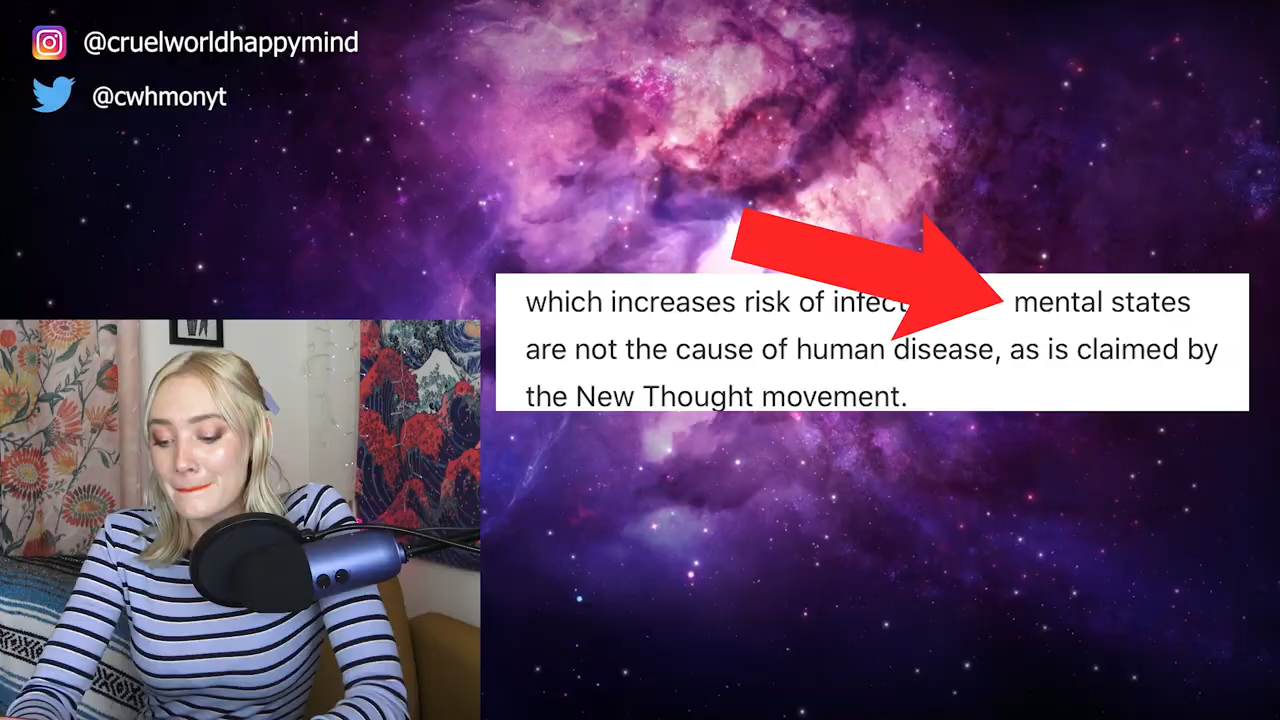 @cruelworldhappymind
@cwhmonyt
which increases risk of mental states
are not the cause of human disease, as is claimed by
the New Thought movement.